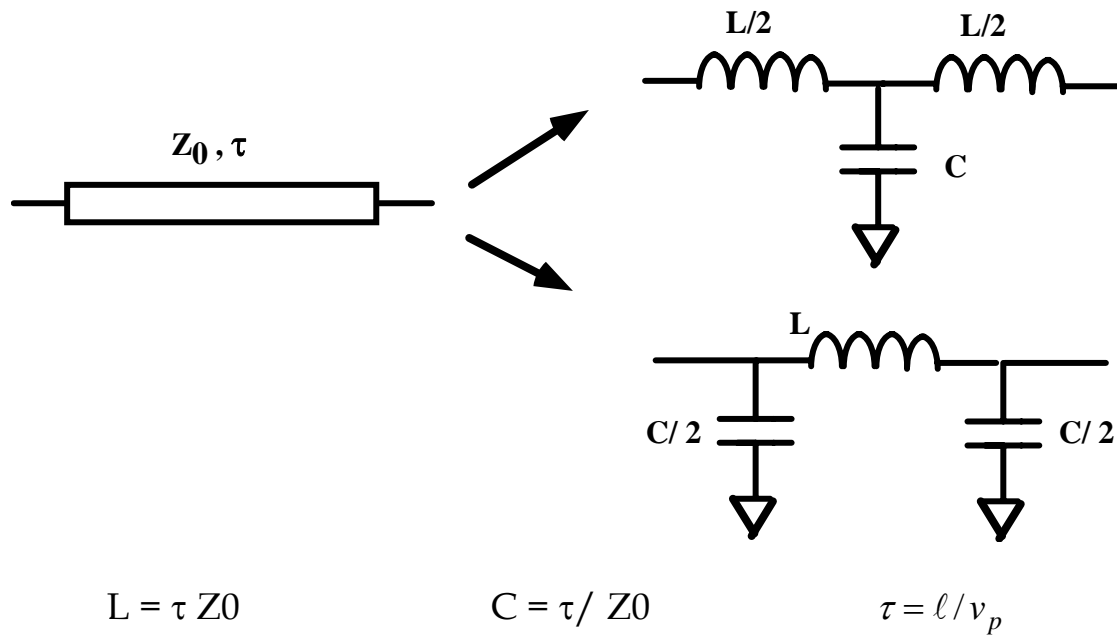 L/2 L/2
Z₀ , τ
C
L
C/ 2 C/ 2
L = τ Z0 C = τ/ Z0 τ = ℓ/vₚ